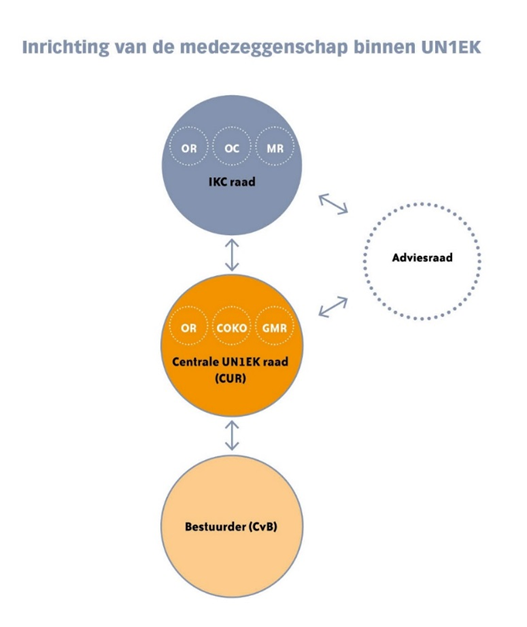 Inrichting van de medezeggenschap binnen UN1EK
OR OC MR
IKC raad
Adviesraad
OR COKO GMR
Centrale UN1EK raad
(CUR)
Bestuurder (CvB)